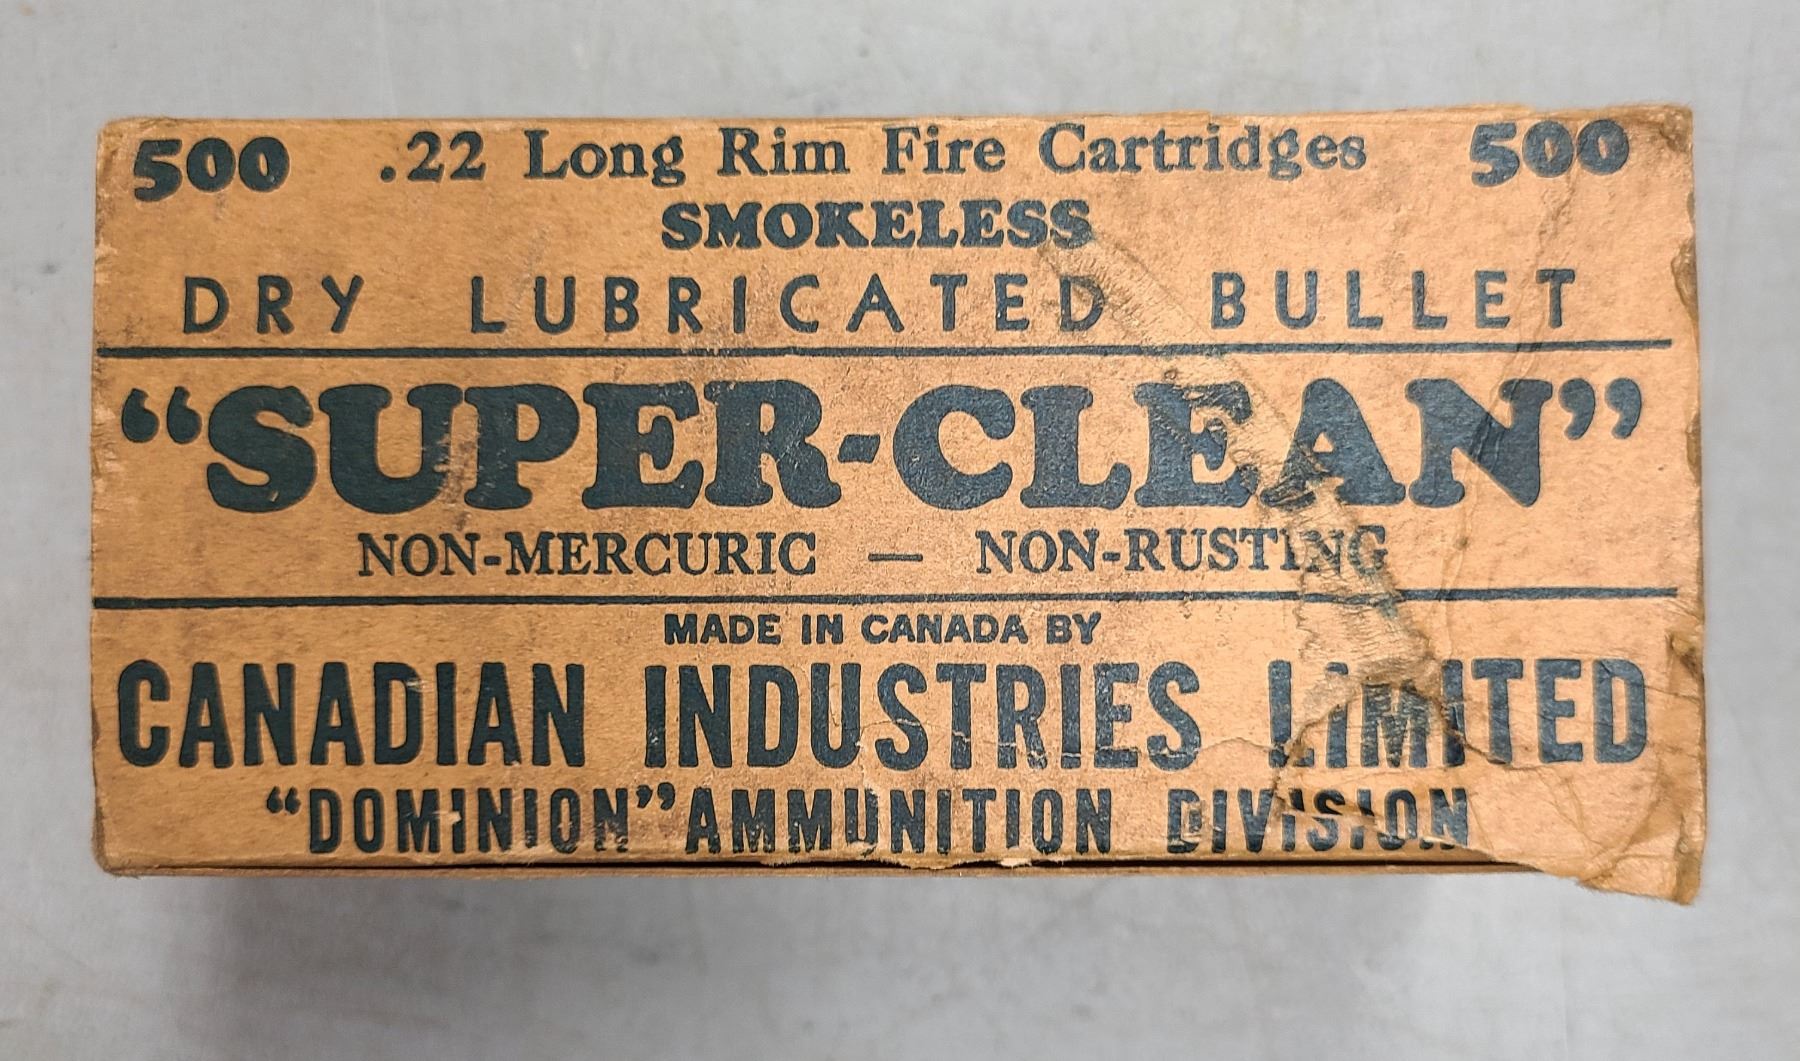 500 .22 Long Rim Fire Cartridges 500
SMOKELESS
DRY LUBRICATED BULLET
“SUPER-CLEAN”
NON-MERCURIC — NON-RUSTING
MADE IN CANADA BY
CANADIAN INDUSTRIES LIMITED
“DOMINION” AMMUNITION DIVISION